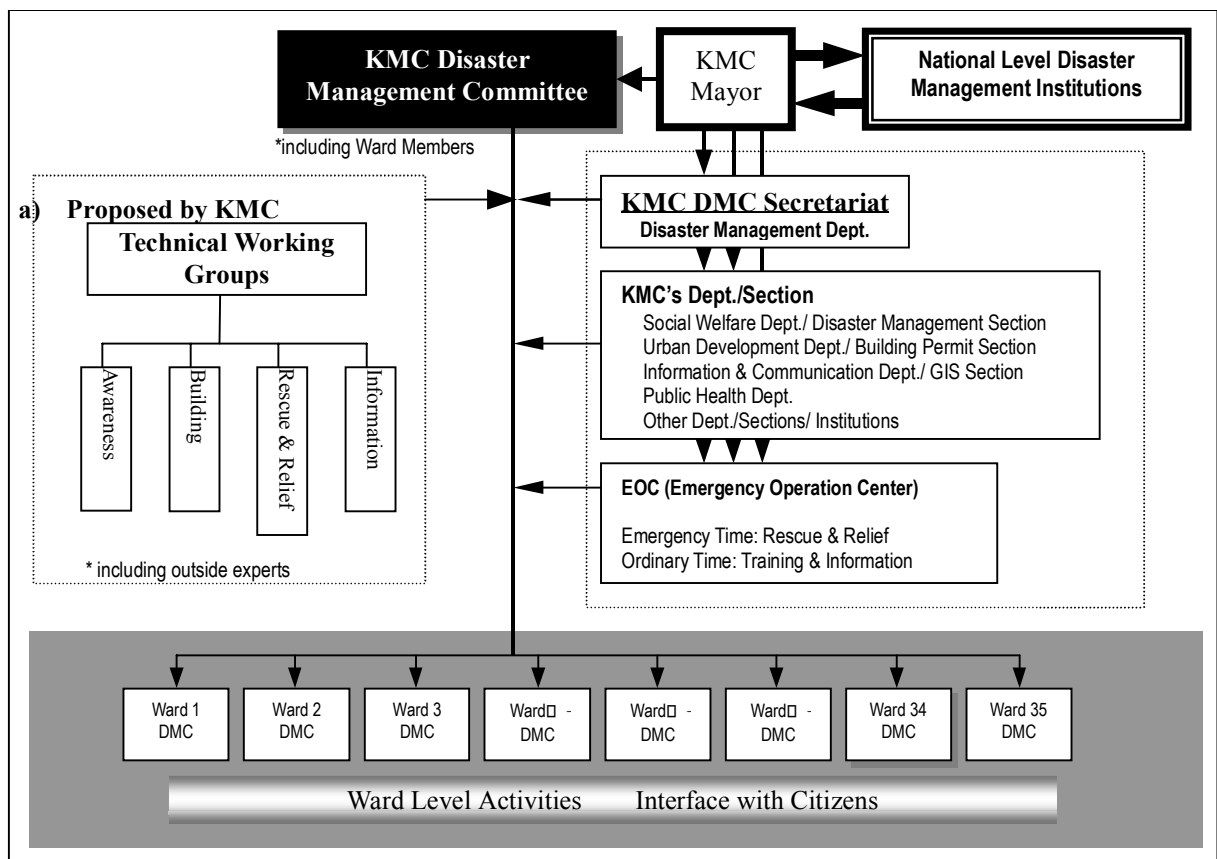 KMC Disaster
Management Committee
KMC
Mayor
National Level Disaster
Management Institutions
*including Ward Members
a) Proposed by KMC
Technical Working
Groups
Awareness
Building
Rescue & Relief
Information
* including outside experts
KMC DMC Secretariat
Disaster Management Dept.
KMC's Dept./Section
Social Welfare Dept./ Disaster Management Section
Urban Development Dept./ Building Permit Section
Information & Communication Dept./ GIS Section
Public Health Dept.
Other Dept./Sections/ Institutions
EOC (Emergency Operation Center)
Emergency Time: Rescue & Relief
Ordinary Time: Training & Information
Ward 1
DMC
Ward 2
DMC
Ward 3
DMC
Ward□ -
DMC
Ward□ -
DMC
Ward□ -
DMC
Ward 34
DMC
Ward 35
DMC
Ward Level Activities Interface with Citizens